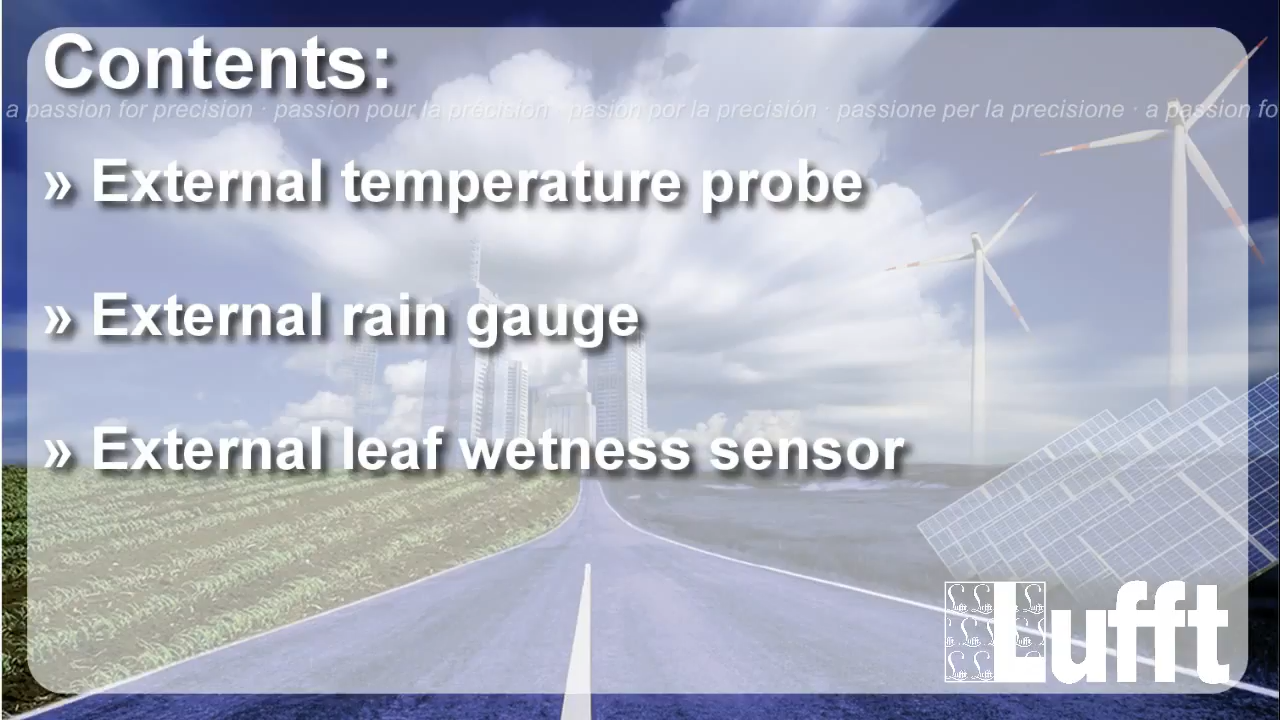 Contents:
a passion for precision · passion pour la précision · pasion por la precisión · passione per la precisione · a passion fo
» External temperature probe
» External rain gauge
» External leaf wetness sensor
Lufft